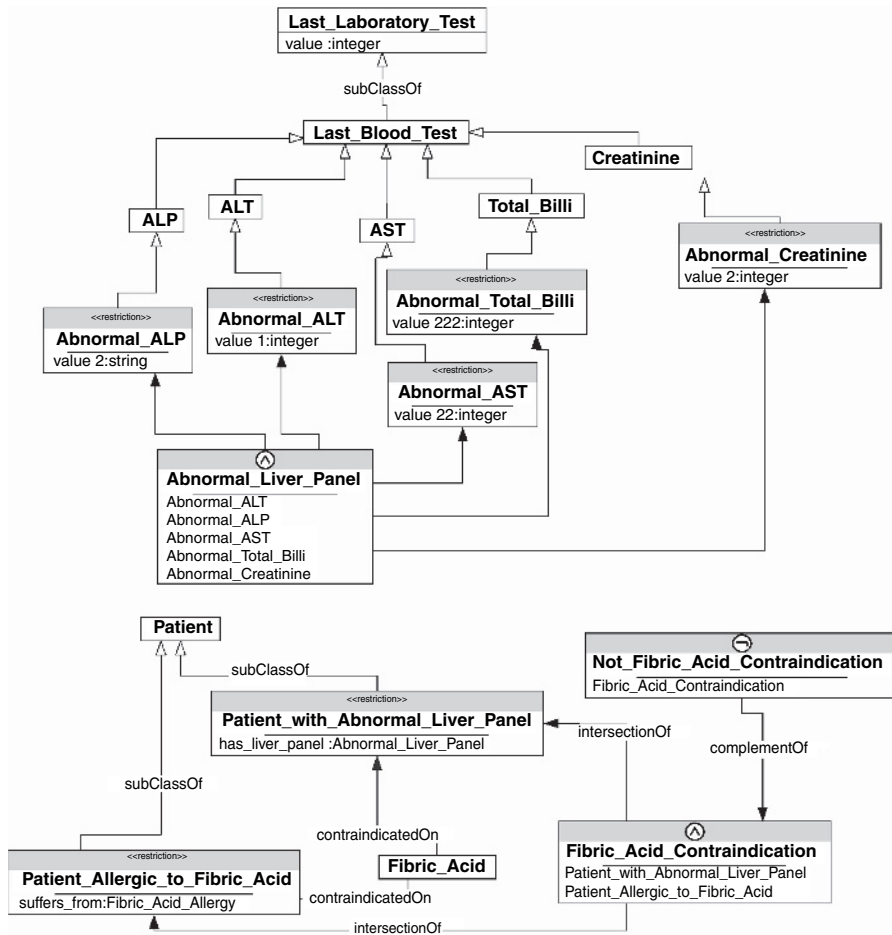 Last_Laboratory_Test
value :integer
subClassOf
Last_Blood_Test
Creatinine
ALP
ALT
AST
Total_Billi
<<restriction>>
Abnormal_Creatinine
value 2:integer
<<restriction>>
Abnormal_Total_Billi
value 222:integer
<<restriction>>
Abnormal_ALT
value 1:integer
<<restriction>>
Abnormal_ALP
value 2:string
<<restriction>>
Abnormal_AST
value 22:integer
Abnormal_Liver_Panel
Abnormal_ALT
Abnormal_ALP
Abnormal_AST
Abnormal_Total_Billi
Abnormal_Creatinine
Patient
subClassOf
<<restriction>>
Patient_with_Abnormal_Liver_Panel
has_liver_panel :Abnormal_Liver_Panel
Not_Fibric_Acid_Contraindication
Fibric_Acid_Contraindication
intersectionOf
complementOf
subClassOf
contraindicatedOn
Fibric_Acid
<<restriction>>
Patient_Allergic_to_Fibric_Acid
suffers_from:Fibric_Acid_Allergy
contraindicatedOn
Fibric_Acid_Contraindication
Patient_with_Abnormal_Liver_Panel
Patient_Allergic_to_Fibric_Acid
intersectionOf